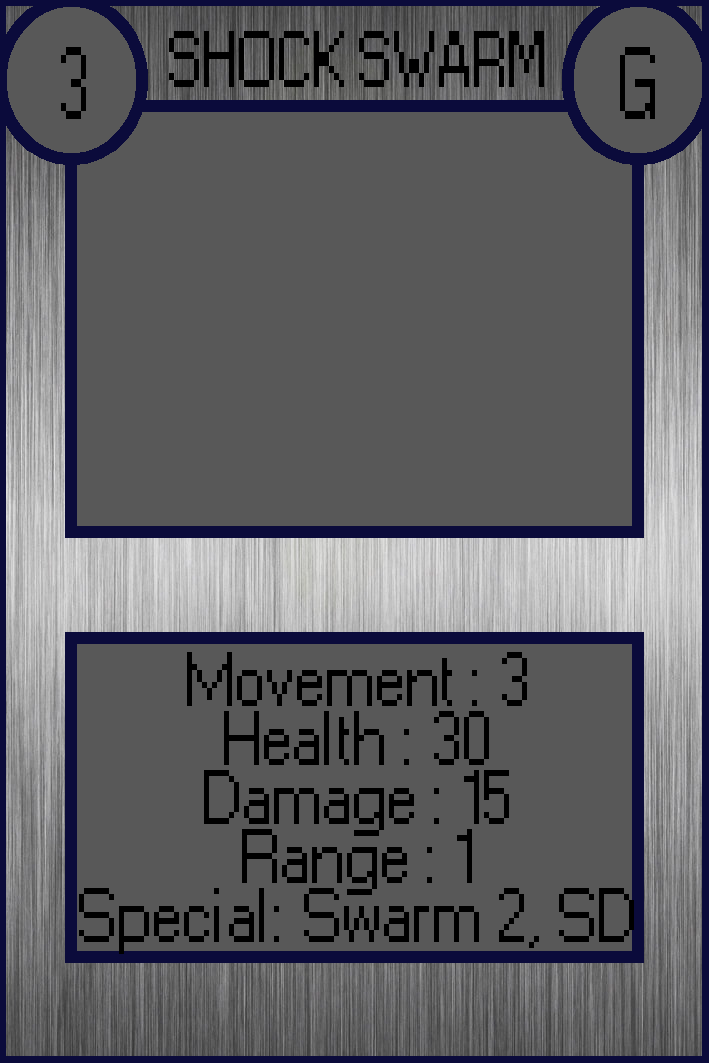 3
SHOCK SWARM
G
Movement : 3
Health : 30
Damage : 15
Range : 1
Special: Swarm 2, SD